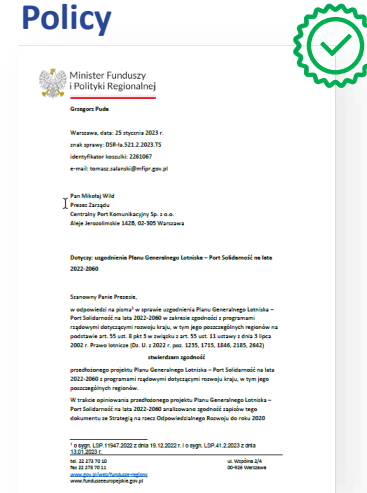 Policy
Minister Funduszy
i Polityki Regionalnej
Grzegorz Puda
Warszawa, data: 25 stycznia 2023 r.
znak sprawy: DSR-Ia.521.2.2023.TS
identyfikator koszulki: 2261067
e-mail: tomasz.salanski@mfipr.gov.pl
Pan Mikołaj Wild
Prezes Zarządu
Centralny Port Komunikacyjny Sp. z o.o.
Aleje Jerozolimskie 142B, 02-305 Warszawa
Dotyczy: uzgodnienia Planu Generalnego Lotniska – Port Solidarność na lata
2022-2060
Szanowny Panie Prezesie,
w odpowiedzi na pisma¹ w sprawie uzgodnienia Planu Generalnego Lotniska –
Port Solidarność na lata 2022-2060 w zakresie zgodności z programami
rządowymi dotyczącymi rozwoju kraju, w tym jego poszczególnych regionów na
podstawie art. 55 ust. 8 pkt 3 w związku z art. 55 ust. 11 ustawy z dnia 3 lipca
2002 r. Prawo lotnicze (Dz. U. z 2022 r. poz. 1235, 1715, 1846, 2185, 2642)
stwierdzam zgodność
przedłożonego projektu Planu Generalnego Lotniska – Port Solidarność na lata
2022-2060 z programami rządowymi dotyczącymi rozwoju kraju, w tym jego
poszczególnych regionów.
W trakcie opiniowania przedłożonego projektu Planu Generalnego Lotniska –
Port Solidarność na lata 2022-2060 analizowano zgodność zapisów tego
dokumentu ze Strategią na rzecz Odpowiedzialnego Rozwoju do roku 2020
¹ o sygn. LSP.11947.2022 z dnia 19.12.2022 r. i o sygn. LSP.41.2.2023 z dnia
13.01.2023 r.
tel. 22 273 70 10
fax 22 273 70 11
www.gov.pl/web/fundusze-regiony
www.funduszeeuropejskie.gov.pl
ul. Wspólna 2/4
00-926 Warszawa